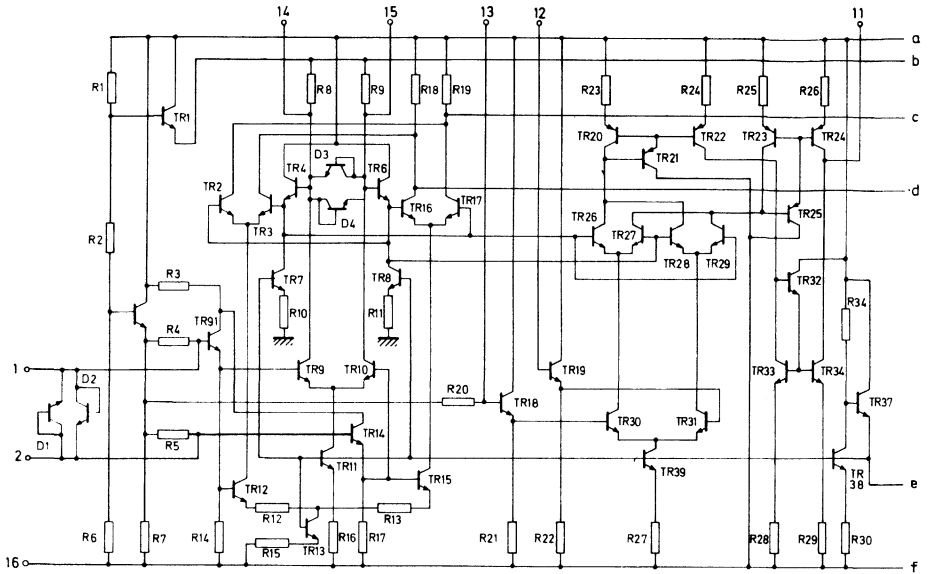 14 15 13 12 11
a
b
R1 TR1 R8 R9 R18 R19 R23 R24 R25 R26
c
TR20 TR22 TR23 TR24
D3
TR21
TR4 TR6
d
TR2 TR16 TR17
D4
TR3 TR26 TR27 TR25
R2 TR28 TR29
R3 TR7 TR8 TR32
R10 R11 R34
R4 TR91
1 D2 TR9 TR10 TR19 TR33 TR34
R20 TR18 TR37
D1 R5 TR14 TR30 TR31
2 TR11 TR39 TR38
TR12 TR15 e
R12 R13
R6 R7 R14 R15 TR13 R16 R17 R21 R22 R27 R28 R29 R30
16 f